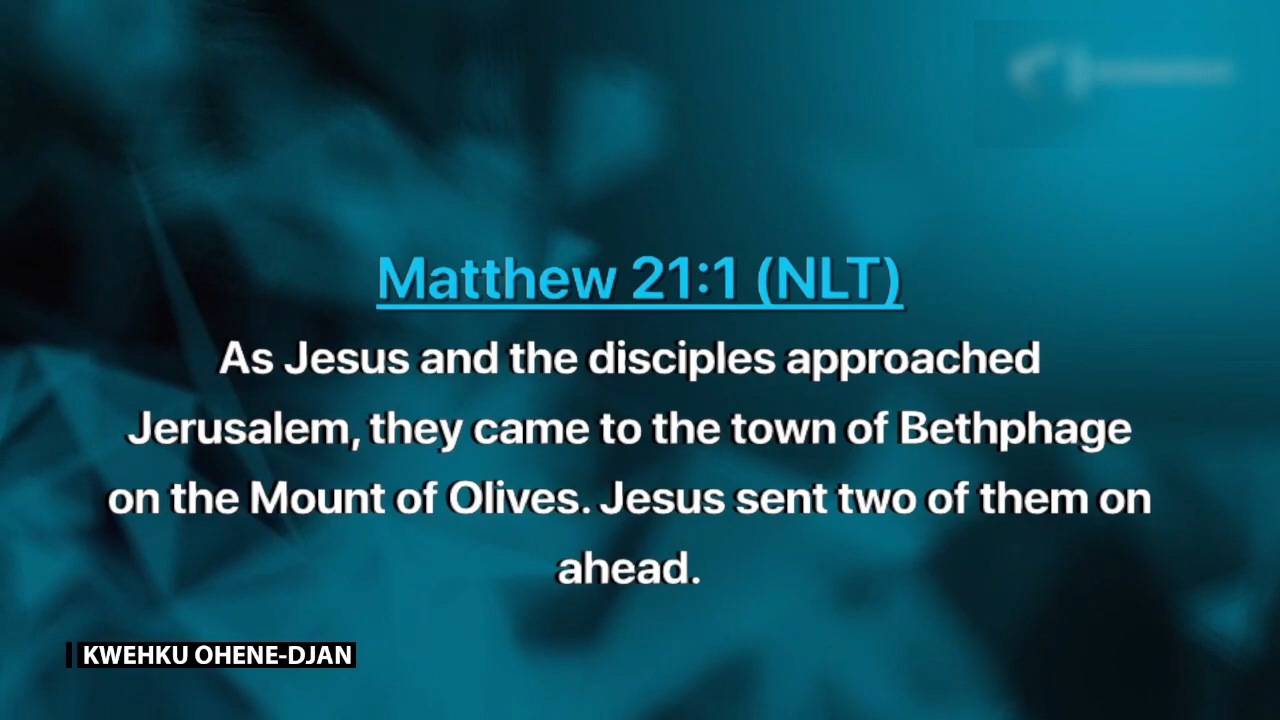 Matthew 21:1 (NLT)
As Jesus and the disciples approached
Jerusalem, they came to the town of Bethphage
on the Mount of Olives. Jesus sent two of them on
ahead.
KWEHKU OHENE-DJAN